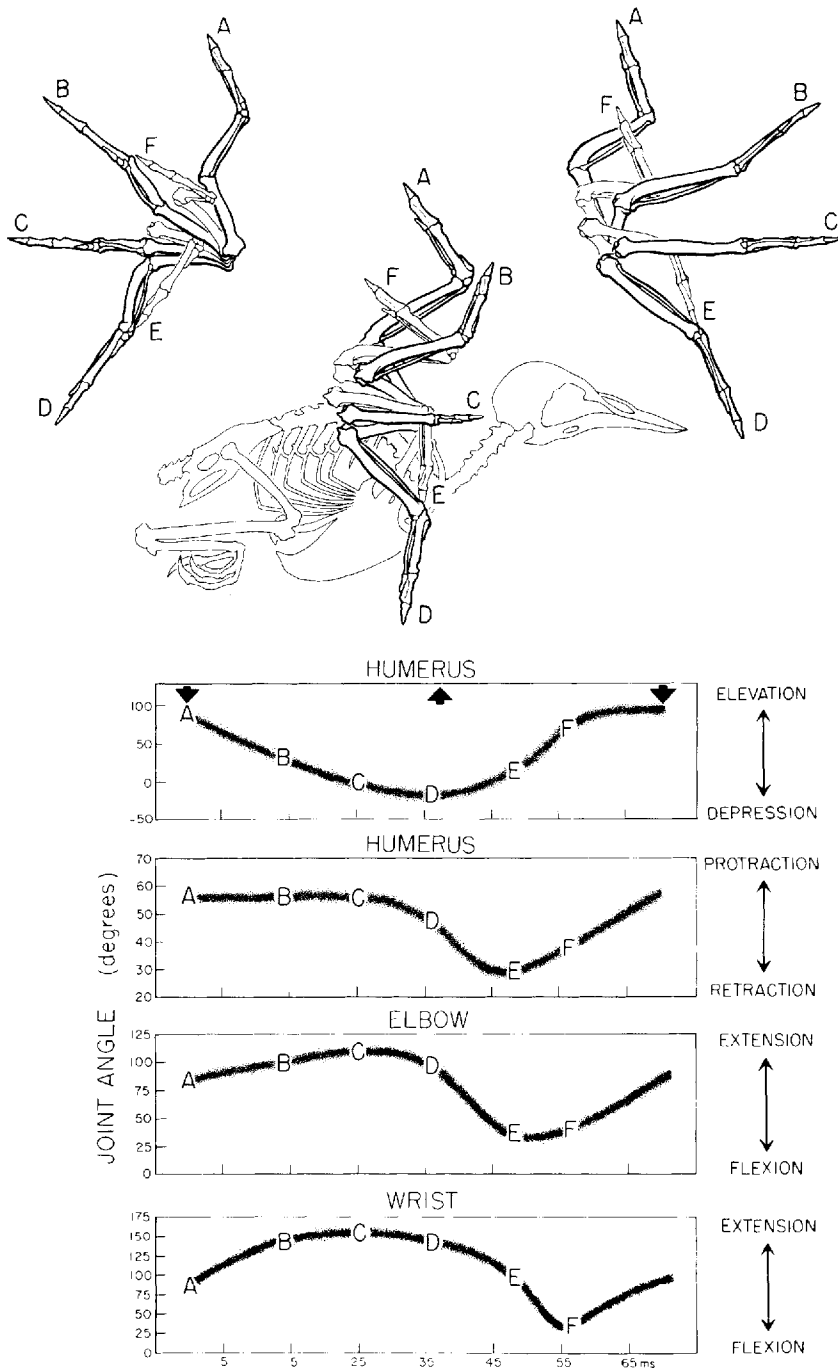 A
B
F
C
E
D
A
F
B
C
E
D
A
F
B
C
E
D
HUMERUS
100
50
0
-50
A B C D E F
ELEVATION
DEPRESSION
HUMERUS
70
60
50
40
30
20
A B C D E F
PROTRACTION
RETRACTION
JOINT ANGLE (degrees)
ELBOW
125
100
75
50
25
0
A B C D E F
EXTENSION
FLEXION
WRIST
175
150
125
100
75
50
25
0
A B C D E F
EXTENSION
FLEXION
5 5 25 35 45 55 65 ms